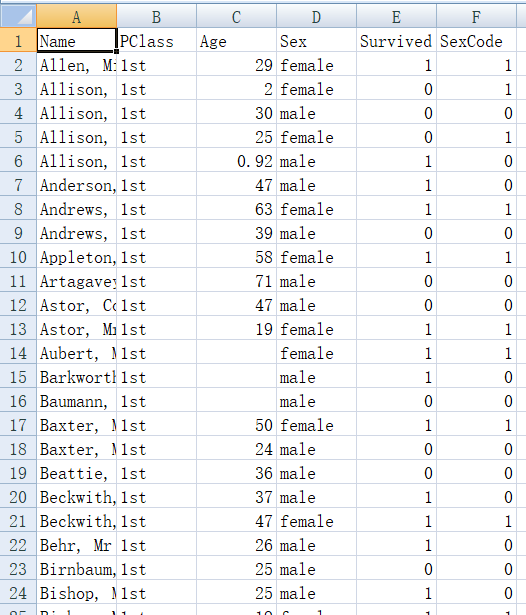 A B C D E F
1 Name PClass Age Sex Survived SexCode
2 Allen, Mi 1st 29 female 1 1
3 Allison, 1st 2 female 0 1
4 Allison, 1st 30 male 0 0
5 Allison, 1st 25 female 0 1
6 Allison, 1st 0.92 male 1 0
7 Anderson, 1st 47 male 1 0
8 Andrews, 1st 63 female 1 1
9 Andrews, 1st 39 male 0 0
10 Appleton, 1st 58 female 1 1
11 Artagavey 1st 71 male 0 0
12 Astor, Co 1st 47 male 0 0
13 Astor, Mr 1st 19 female 1 1
14 Aubert, M 1st female 1 1
15 Barkworth 1st male 1 0
16 Baumann, 1st male 0 0
17 Baxter, M 1st 50 female 1 1
18 Baxter, M 1st 24 male 0 0
19 Beattie, 1st 36 male 0 0
20 Beckwith, 1st 37 male 1 0
21 Beckwith, 1st 47 female 1 1
22 Behr, Mr 1st 26 male 1 0
23 Birnbaum, 1st 25 male 0 0
24 Bishop, M 1st 25 male 1 0